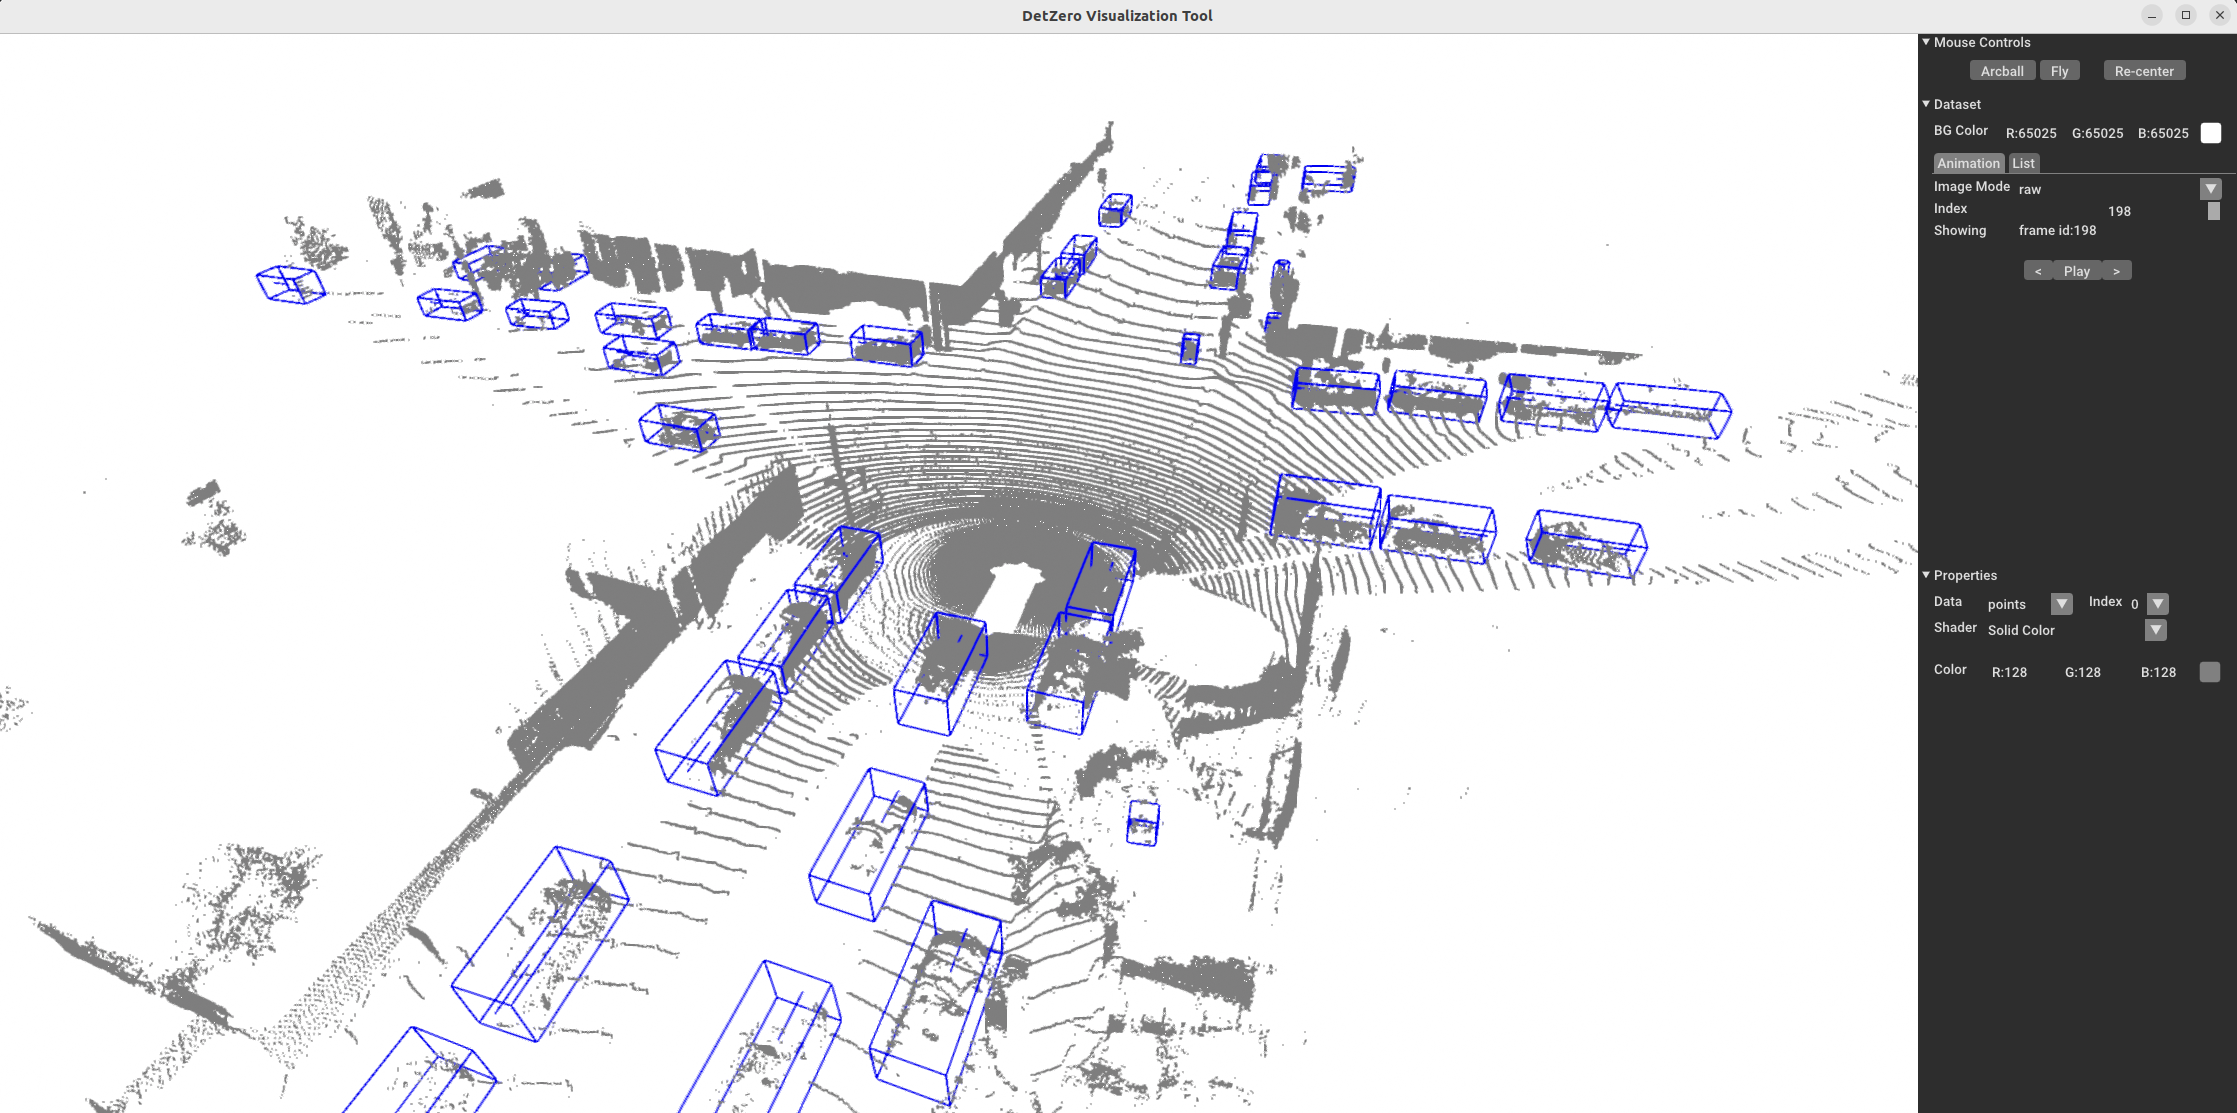 DetZero Visualization Tool
Mouse Controls
Arcball Fly Re-center
Dataset
BG Color R:65025 G:65025 B:65025
Animation List
Image Mode raw
Index 198
Showing frame id:198
< Play >
Properties
Data points Index 0
Shader Solid Color
Color R:128 G:128 B:128